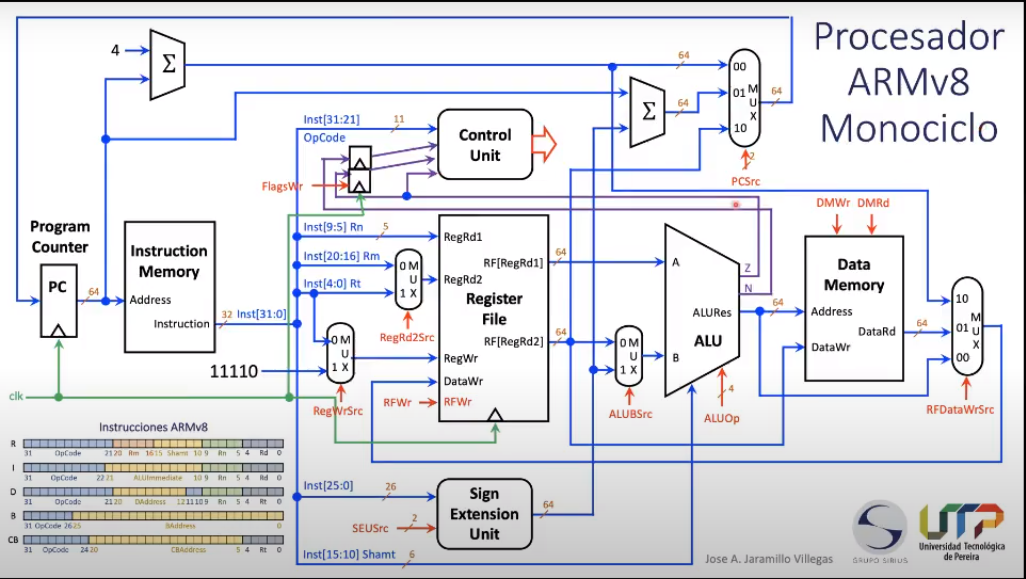 Procesador
ARMv8
Monociclo
4
Σ
64
00
01
10
M
U
X
64
Σ
64
2
PCSrc
Inst[31:21]
11
OpCode
Control
Unit
FlagsWr
Program
Counter
PC
64
Instruction
Memory
Address
Instruction
32
Inst[31:0]
Inst[9:5] Rn
5
Inst[20:16] Rm
Inst[4:0] Rt
0 M
U
1 X
RegRd2Src
0 M
U
1 X
11110
RegWrSrc
RegRd1
RegRd2
Register
File
RegWr
DataWr
RFWr
RFWr
RF[RegRd1]
64
RF[RegRd2]
64
0 M
U
1 X
ALUBSrc
A
B
Z
N
ALURes
ALU
64
4
ALUOp
DMWr
DMRd
Data
Memory
Address
DataRd
DataWr
64
10
01
00
M
U
X
RFDataWrSrc
clk
Inst[25:0]
26
SEUSrc
2
Sign
Extension
Unit
64
Inst[15:10] Shamt
6
Instrucciones ARMv8
R
31 OpCode 21 20 Rm 16 15 Shamt 10 9 Rn 5 4 Rd 0
I
31 OpCode 22 21 ALUImmediate 10 9 Rn 5 4 Rd 0
D
31 OpCode 21 20 DAddress 12 11 10 9 Rn 5 4 Rt 0
B
31 OpCode 26 25 BAddress 0
CB
31 OpCode 24 23 CBAddress 5 4 Rt 0
Jose A. Jaramillo Villegas
GRUPO SIRIUS
UTP
Universidad Tecnológica
de Pereira